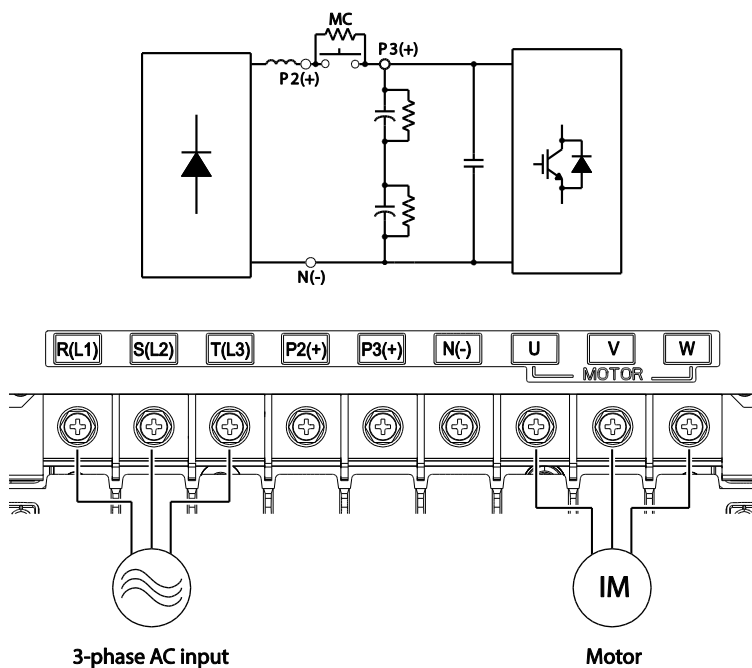 MC
P2(+)
P3(+)
N(-)
R(L1) S(L2) T(L3) P2(+) P3(+) N(-) U V W
MOTOR
IM
3-phase AC input Motor